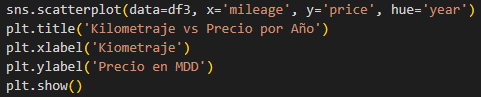 sns.scatterplot(data=df3, x='mileage', y='price', hue='year')
plt.title('Kilometraje vs Precio por Año')
plt.xlabel('Kiometraje')
plt.ylabel('Precio en MDD')
plt.show()